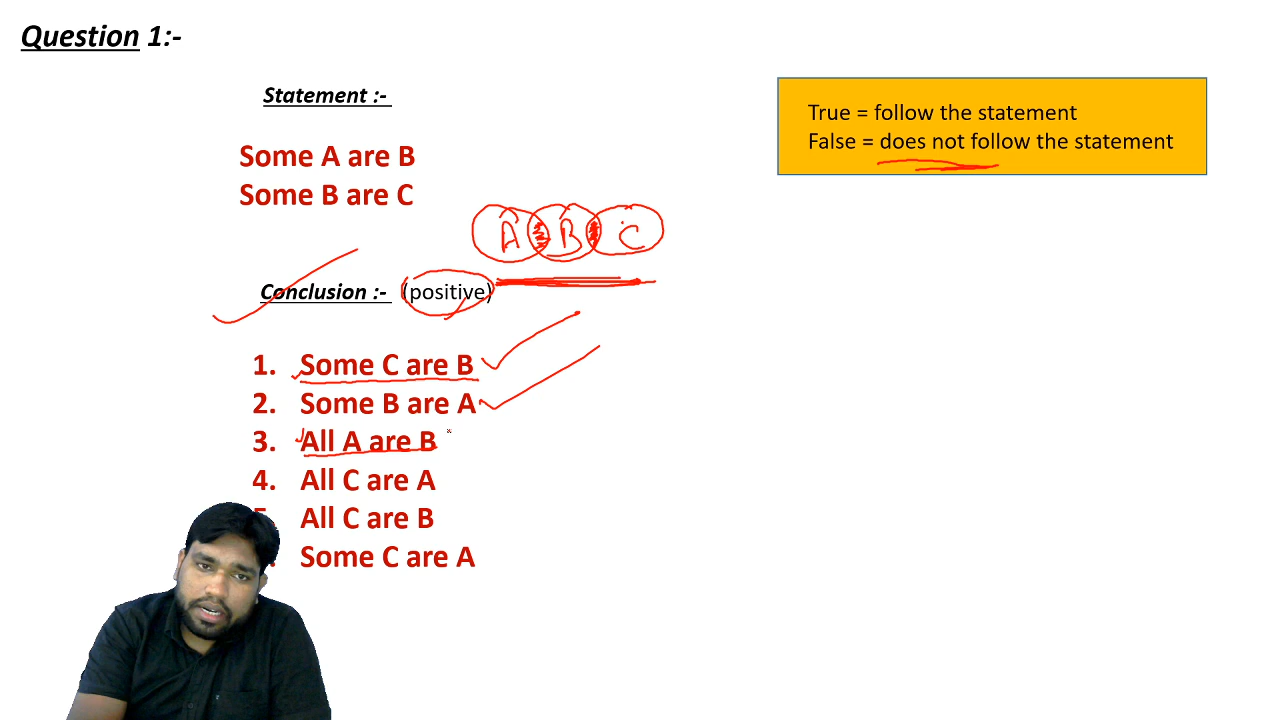 Question 1:-
Statement :-
True = follow the statement
False = does not follow the statement
Some A are B
Some B are C
A B C
Conclusion :- (positive)
1. Some C are B
2. Some B are A
3. All A are B
4. All C are A
All C are B
Some C are A